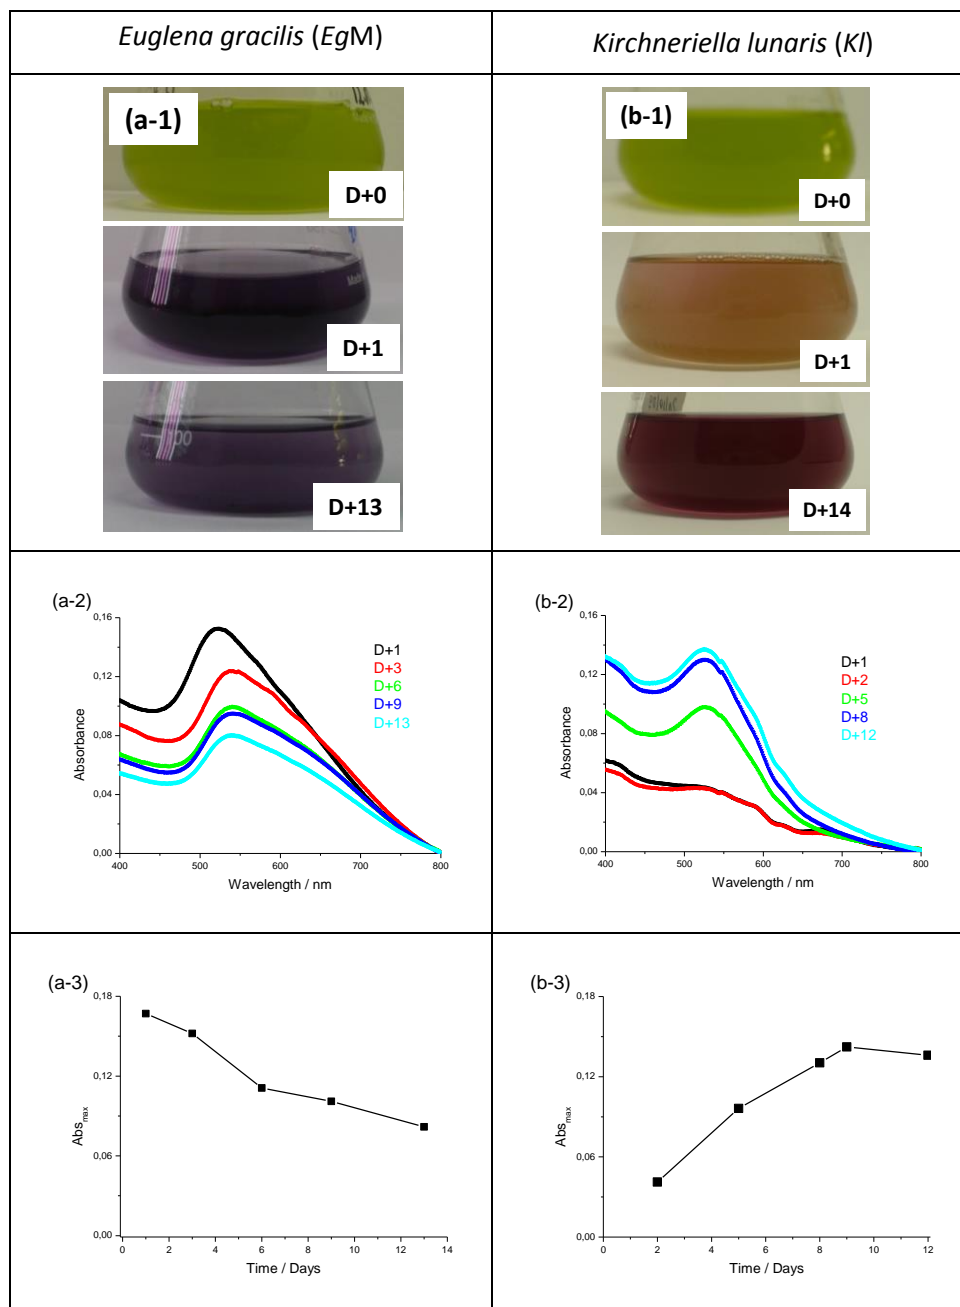 Euglena gracilis (EgM)
Kirchneriella lunaris (Kl)
(a-1)
D+0
D+1
100
D+13
(b-1)
D+0
D+1
D+14
(a-2)
0,16
0,12
0,08
0,04
0,00
Absorbance
400 500 600 700 800
Wavelength / nm
D+1
D+3
D+6
D+9
D+13
(b-2)
0,16
0,12
0,08
0,04
0,00
Absorbance
400 500 600 700 800
Wavelength / nm
D+1
D+2
D+5
D+8
D+12
(a-3)
0,18
0,12
0,06
0,00
Absmax
0 2 4 6 8 10 12 14
Time / Days
(b-3)
0,18
0,12
0,06
0,00
Absmax
0 2 4 6 8 10 12
Time / Days